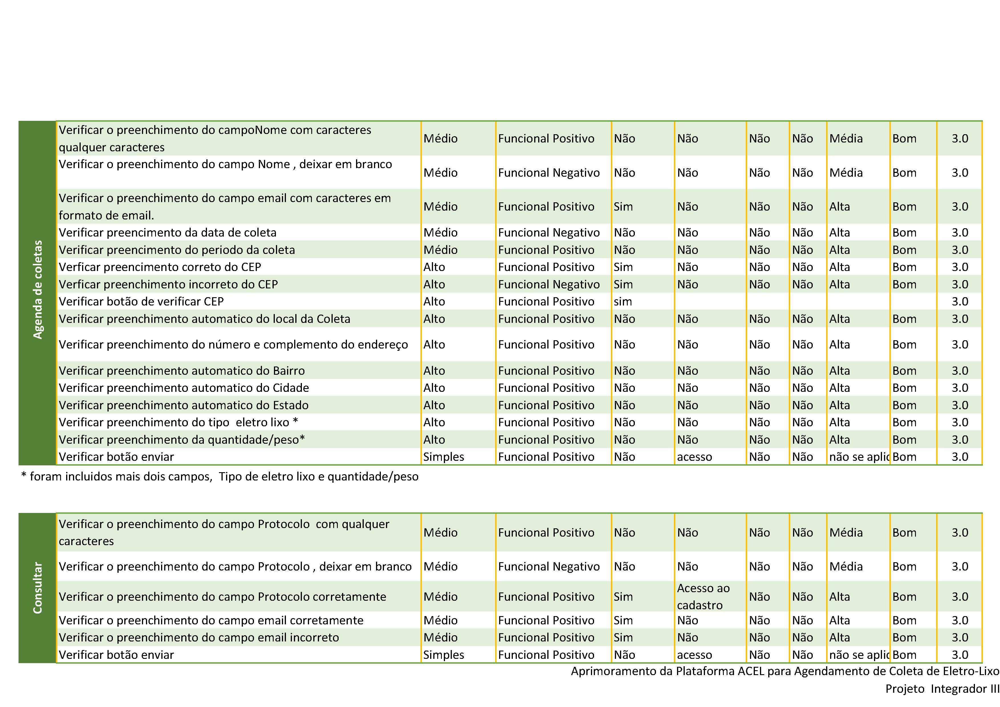 Agenda de coletas
Verificar o preenchimento do campoNome com caracteres
qualquer caracteres
Médio Funcional Positivo Não Não Não Não Média Bom 3.0
Verificar o preenchimento do campo Nome , deixar em branco
Médio Funcional Negativo Não Não Não Não Média Bom 3.0
Verificar o preenchimento do campo email com caracteres em
formato de email.
Médio Funcional Positivo Sim Não Não Não Alta Bom 3.0
Verificar preencimento da data de coleta Médio Funcional Negativo Não Não Não Não Alta Bom 3.0
Verificar preencimento do periodo da coleta Médio Funcional Positivo Não Não Não Não Alta Bom 3.0
Verficar preencimento correto do CEP Alto Funcional Positivo Sim Não Não Não Alta Bom 3.0
Verficar preenchimento incorreto do CEP Alto Funcional Negativo Sim Não Não Não Alta Bom 3.0
Verificar botão de verificar CEP Alto Funcional Positivo sim 3.0
Verificar preenchimento automatico do local da Coleta Alto Funcional Positivo Não Não Não Não Alta Bom 3.0
Verificar preenchimento do número e complemento do endereço Alto Funcional Positivo Não Não Não Não Alta Bom 3.0
Verificar preenchimento automatico do Bairro Alto Funcional Positivo Não Não Não Não Alta Bom 3.0
Verificar preenchimento automatico do Cidade Alto Funcional Positivo Não Não Não Não Alta Bom 3.0
Verificar preenchimento automatico do Estado Alto Funcional Positivo Não Não Não Não Alta Bom 3.0
Verificar preenchimento do tipo eletro lixo * Alto Funcional Positivo Não Não Não Não Alta Bom 3.0
Verificar preenchimento da quantidade/peso* Alto Funcional Positivo Não Não Não Não Alta Bom 3.0
Verificar botão enviar Simples Funcional Positivo Não acesso Não Não não se aplic Bom 3.0
* foram incluidos mais dois campos, Tipo de eletro lixo e quantidade/peso
Consultar
Verificar o preenchimento do campo Protocolo com qualquer
caracteres
Médio Funcional Positivo Não Não Não Não Média Bom 3.0
Verificar o preenchimento do campo Protocolo , deixar em branco Médio Funcional Negativo Não Não Não Não Média Bom 3.0
Verificar o preenchimento do campo Protocolo corretamente Médio Funcional Positivo Sim Acesso ao
cadastro Não Não Alta Bom 3.0
Verificar o preenchimento do campo email corretamente Médio Funcional Positivo Sim Não Não Não Alta Bom 3.0
Verificar o preenchimento do campo email incorreto Médio Funcional Positivo Sim Não Não Não Alta Bom 3.0
Verificar botão enviar Simples Funcional Positivo Não acesso Não Não não se aplic Bom 3.0
Aprimoramento da Plataforma ACEL para Agendamento de Coleta de Eletro-Lixo
Projeto Integrador III